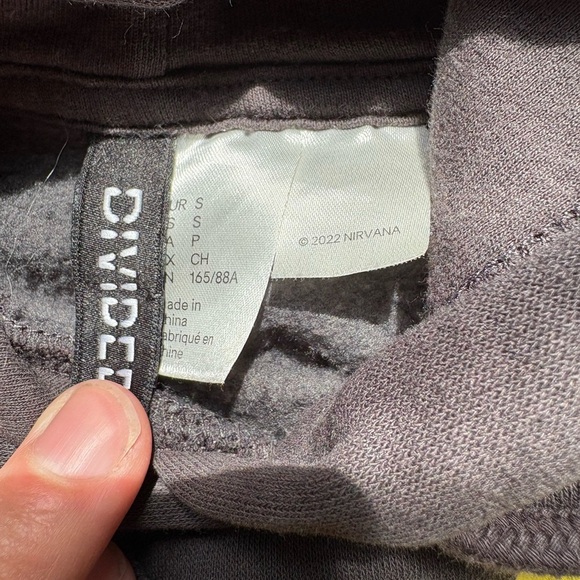 DIVIDED
UR S
S S
A P
X CH
N 165/88A
ade in
hina
abriqué en
hine
© 2022 NIRVANA